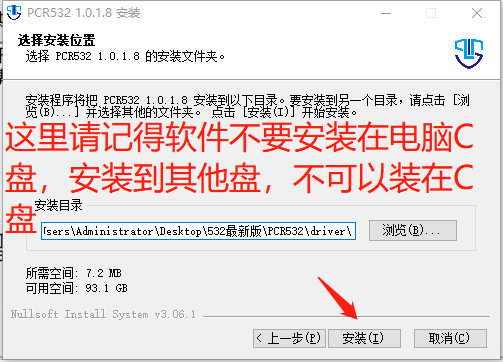 PCR532 1.0.1.8 安装
选择安装位置
选择 PCR532 1.0.1.8 的安装文件夹。
安装程序将把 PCR532 1.0.1.8 安装到以下目录。要安装到另一个目录，请点击 [浏
览(B)...] 并选择其他的文件夹。 点击 [安装(I)] 开始安装。
这里请记得软件不要安装在电脑C
盘，安装到其他盘，不可以装在C
盘
安装目录
sers\Administrator\Desktop\532最新版\PCR532\driver\
浏览(B)...
所需空间: 7.2 MB
可用空间: 93.1 GB
Nullsoft Install System v3.06.1
< 上一步(P)
安装(I)
取消(C)